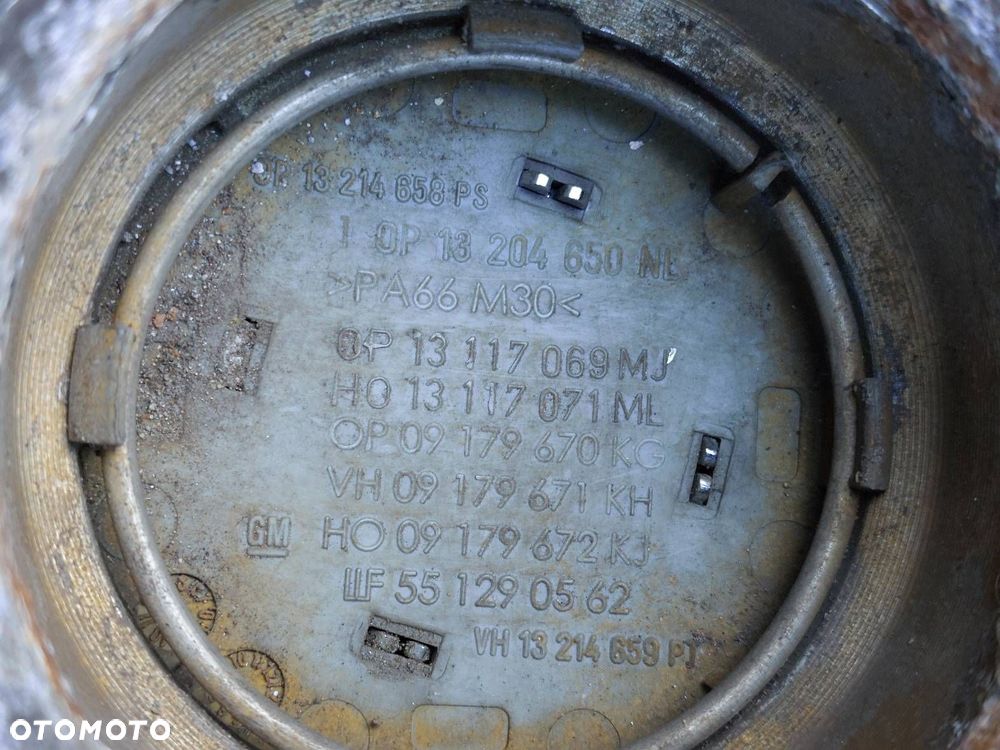 OP 13 214 658 PS
1 OP 13 204 650 NL
>PA66 M30<
OP 13 117 069 MJ
HO 13 117 071 ML
OP 09 179 670 KG
VH 09 179 671 KH
GM
HO 09 179 672 KJ
F 55 129 05 62
VH 13 214 659 PT
OTOMOTO